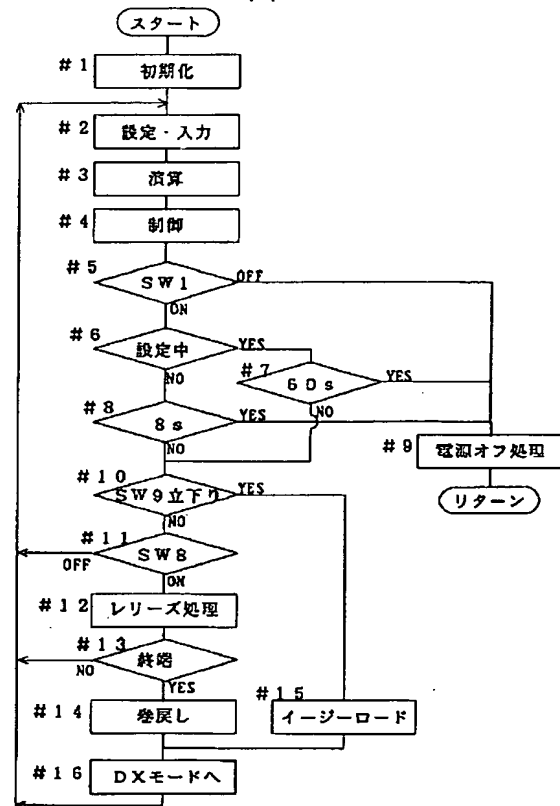 スタート
#1 初期化
#2 設定・入力
#3 演算
#4 制御
#5 SW1 OFF
ON
#6 設定中 YES
NO
#7 60s YES
NO
#8 8s YES
NO
#9 電源オフ処理
リターン
#10 SW9立下り YES
NO
#11 SW8
OFF
ON
#12 レリーズ処理
#13 終端
NO
YES
#14 巻戻し
#15 イージーロード
#16 DXモードへ